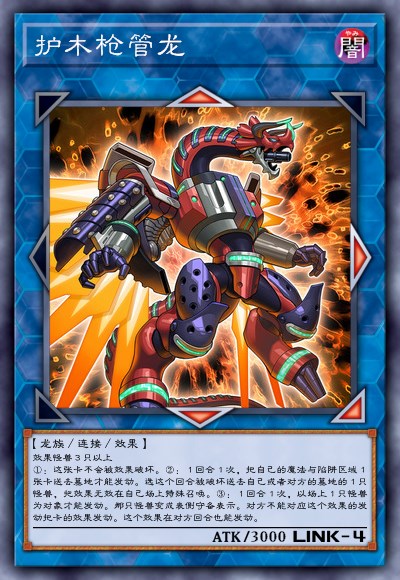 护木枪管龙
やみ
闇
【龙族／连接／效果】
效果怪兽3只以上
①：这张卡不会被效果破坏。②：1回合1次，把自己的魔法与陷阱区域1
张卡送去墓地才能发动。选这个回合被破坏送去自己或者对方的墓地的1只
怪兽，把效果无效在自己场上特殊召唤。③：1回合1次，以场上1只怪兽
为对象才能发动。那只怪兽变成表侧守备表示。对方不能对应这个效果的发
动把卡的效果发动。这个效果在对方回合也能发动。
ATK/3000 LINK-4